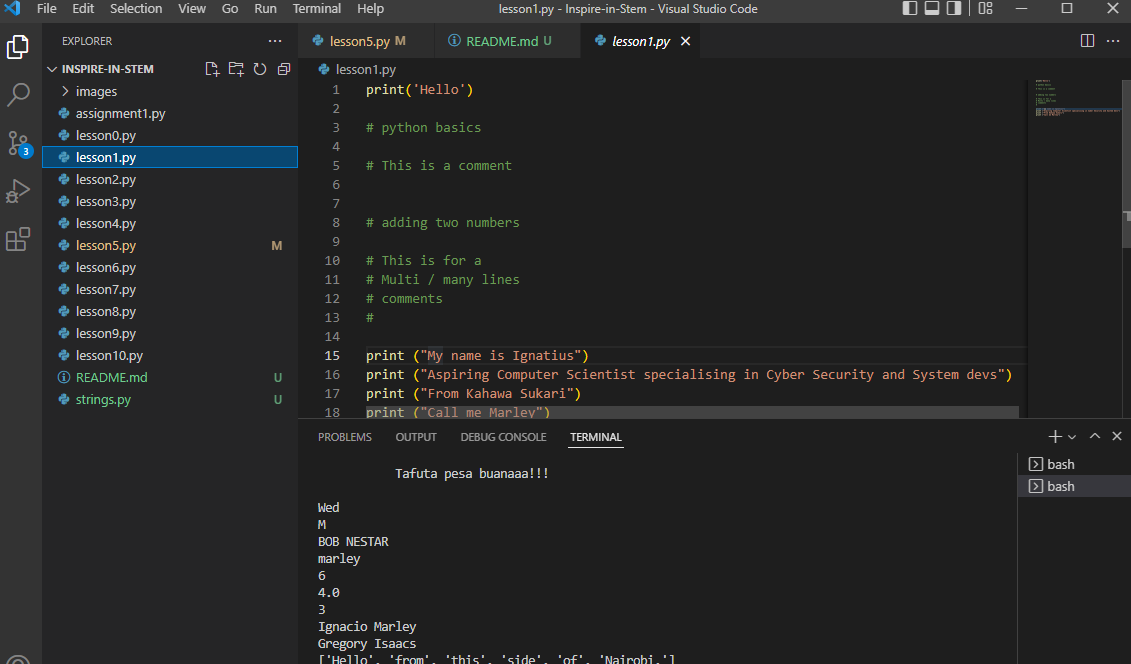 File Edit Selection View Go Run Terminal Help lesson1.py - Inspire-in-Stem - Visual Studio Code
EXPLORER
INSPIRE-IN-STEM
images
assignment1.py
lesson0.py
lesson1.py
lesson2.py
lesson3.py
lesson4.py
lesson5.py M
lesson6.py
lesson7.py
lesson8.py
lesson9.py
lesson10.py
README.md U
strings.py U
3
lesson5.py M README.md U lesson1.py
lesson1.py
1 print('Hello')
2
3 # python basics
4
5 # This is a comment
6
7
8 # adding two numbers
9
10 # This is for a
11 # Multi / many lines
12 # comments
13 #
14
15 print ("My name is Ignatius")
16 print ("Aspiring Computer Scientist specialising in Cyber Security and System devs")
17 print ("From Kahawa Sukari")
18 print ("Call me Marley")
PROBLEMS OUTPUT DEBUG CONSOLE TERMINAL
Tafuta pesa buanaaa!!!
Wed
M
BOB NESTAR
marley
6
4.0
3
Ignacio Marley
Gregory Isaacs
['Hello', 'from', 'this', 'side', 'of', 'Nairobi.']
bash
bash